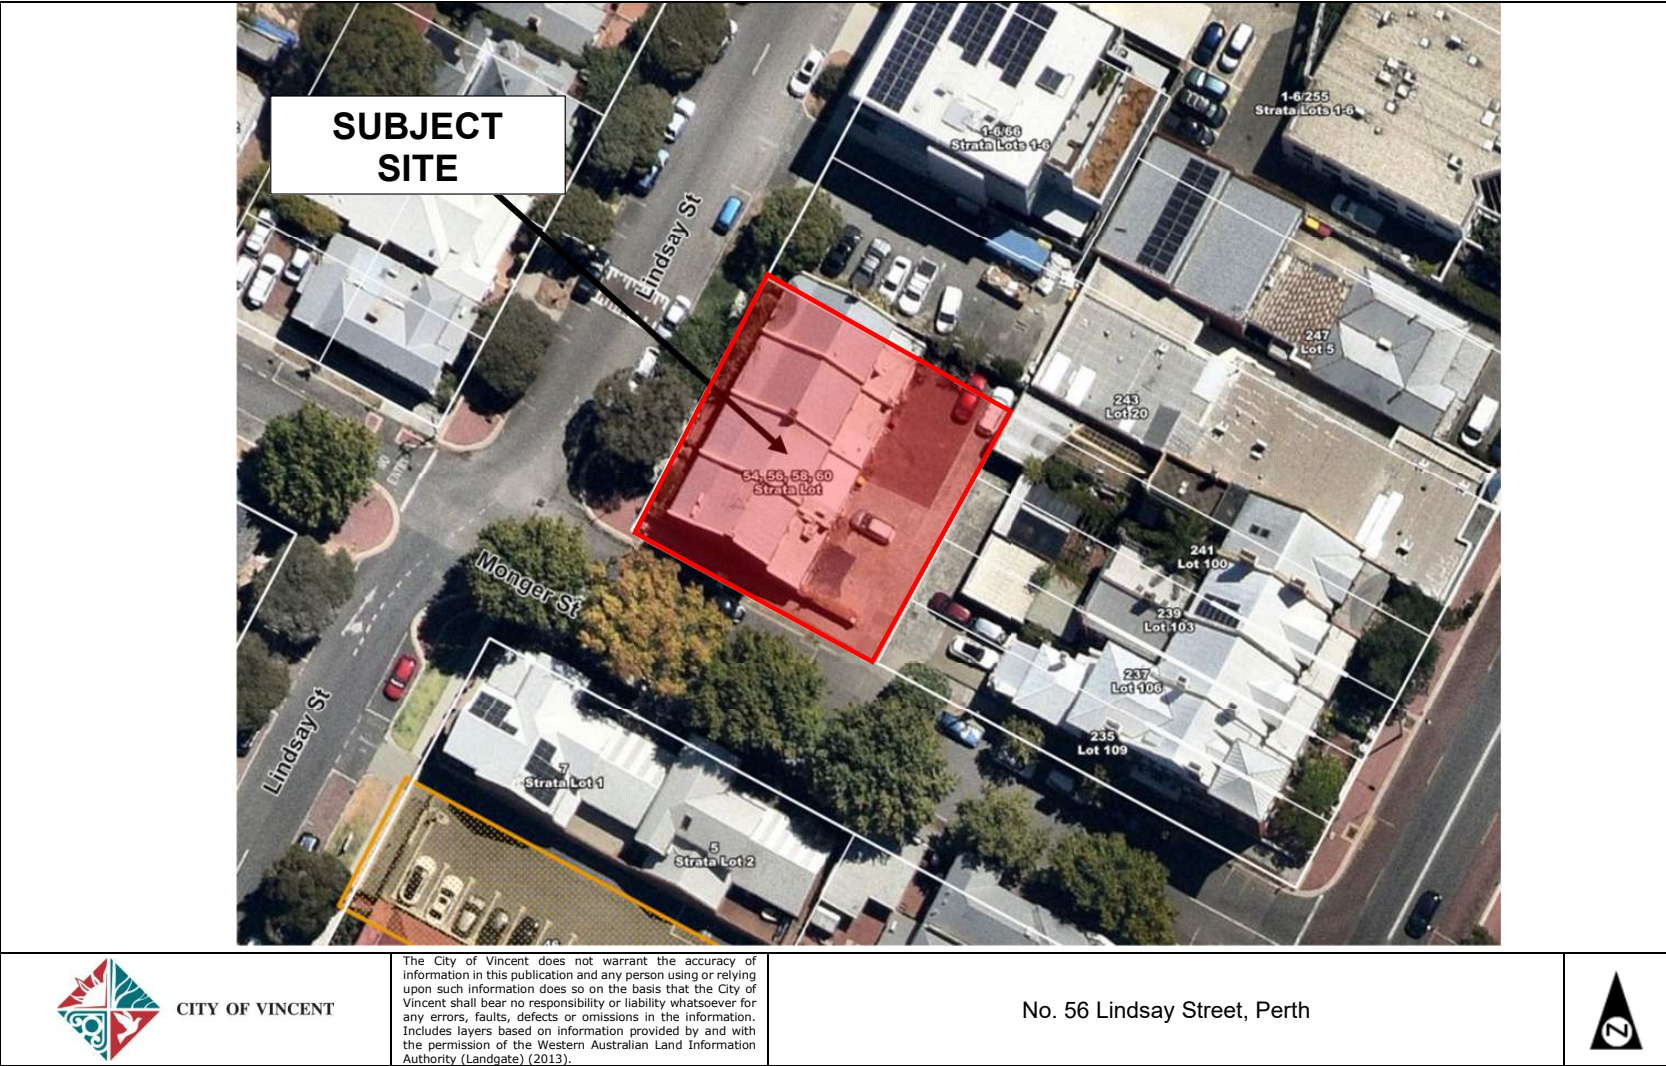 SUBJECT
SITE
1-6/255
Strata Lots 1-6
1-6/66
Strata Lots 1-6
Lindsay St
247
Lot 5
243
Lot 20
54, 56, 58, 60
Strata Lot
241
Lot 100
Monger St
239
Lot 103
237
Lot 106
235
Lot 109
Lindsay St
7
Strata Lot 1
5
Strata Lot 2
46
CITY OF VINCENT
The City of Vincent does not warrant the accuracy of
information in this publication and any person using or relying
upon such information does so on the basis that the City of
Vincent shall bear no responsibility or liability whatsoever for
any errors, faults, defects or omissions in the information.
Includes layers based on information provided by and with
the permission of the Western Australian Land Information
Authority (Landgate) (2013).
No. 56 Lindsay Street, Perth
N